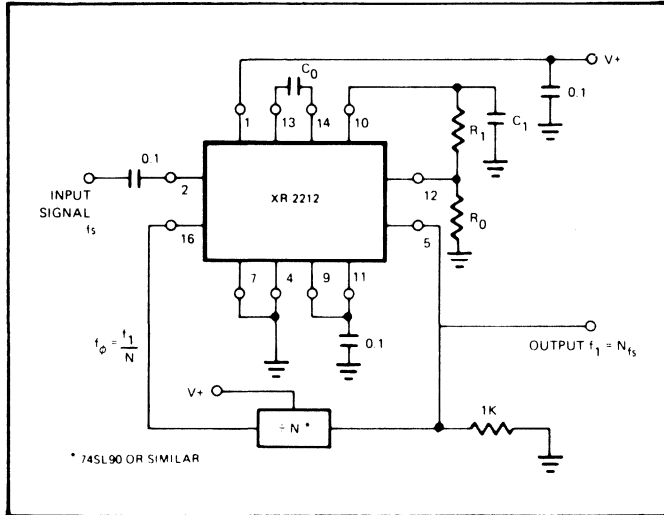 V+
C0
0.1
1
13
14
10
R1
C1
0.1
INPUT
SIGNAL
fs
2
XR 2212
12
16
5
R0
7
4
9
11
fφ = f1/N
0.1
OUTPUT f1 = Nfs
V+
÷ N *
1K
* 74SL90 OR SIMILAR